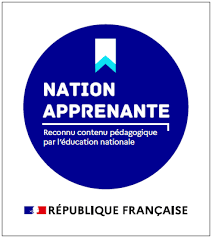 NATION
APPRENANTE
Reconnu contenu pédagogique
par l'éducation nationale
RÉPUBLIQUE FRANÇAISE